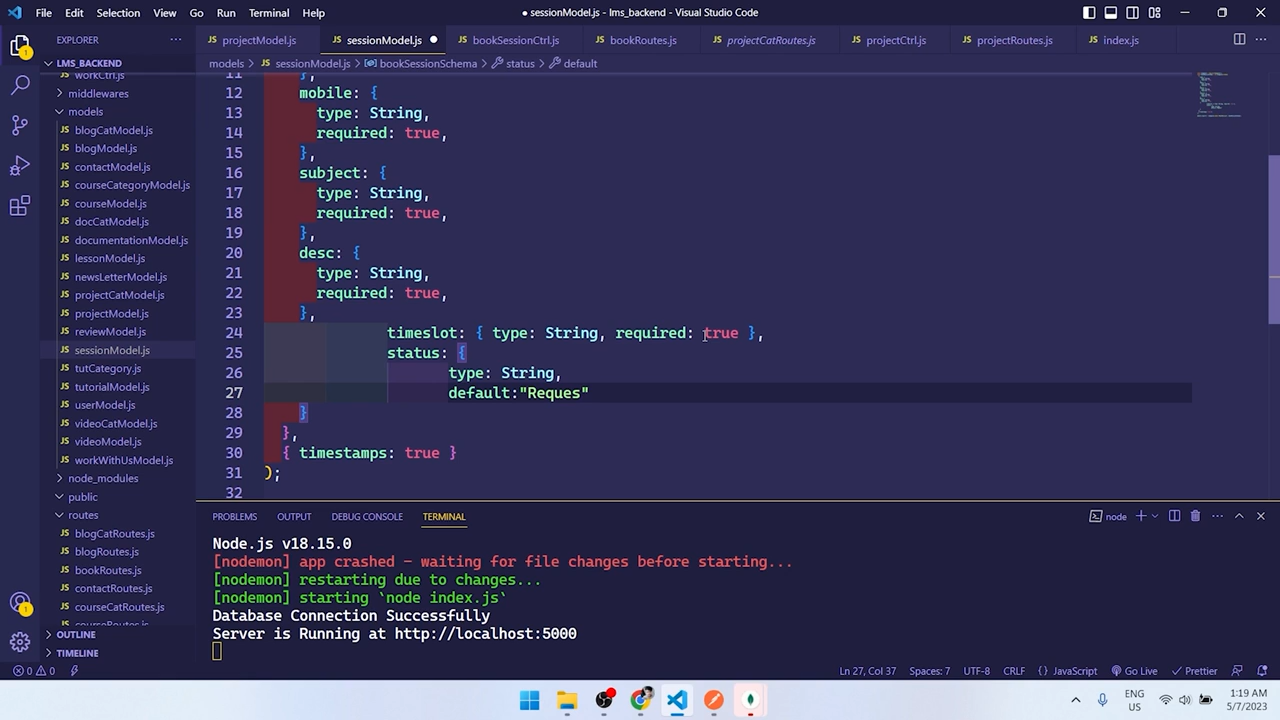 File Edit Selection View Go Run Terminal Help
● sessionModel.js - lms_backend - Visual Studio Code
EXPLORER
projectModel.js
sessionModel.js
bookSessionCtrl.js
bookRoutes.js
projectCatRoutes.js
projectCtrl.js
projectRoutes.js
index.js
LMS_BACKEND
models > JS sessionModel.js > bookSessionSchema > status > default
workCtrl.js
middlewares
models
blogCatModel.js
blogModel.js
contactModel.js
courseCategoryModel.js
courseModel.js
docCatModel.js
documentationModel.js
lessonModel.js
newsLetterModel.js
projectCatModel.js
projectModel.js
reviewModel.js
sessionModel.js
tutCategory.js
tutorialModel.js
userModel.js
videoCatModel.js
videoModel.js
workWithUsModel.js
node_modules
public
routes
blogCatRoutes.js
blogRoutes.js
bookRoutes.js
contactRoutes.js
courseCatRoutes.js
courseRoutes.js
OUTLINE
TIMELINE
11 },
12 mobile: {
13 type: String,
14 required: true,
15 },
16 subject: {
17 type: String,
18 required: true,
19 },
20 desc: {
21 type: String,
22 required: true,
23 },
24 timeslot: { type: String, required: true },
25 status: {
26 type: String,
27 default:"Reques"
28 }
29 },
30 { timestamps: true }
31 );
32
PROBLEMS OUTPUT DEBUG CONSOLE TERMINAL
node
Node.js v18.15.0
[nodemon] app crashed - waiting for file changes before starting...
[nodemon] restarting due to changes...
[nodemon] starting `node index.js`
Database Connection Successfully
Server is Running at http://localhost:5000
0 0
Ln 27, Col 37 Spaces: 7 UTF-8 CRLF {} JavaScript Go Live Prettier
ENG
US
1:19 AM
5/7/2023